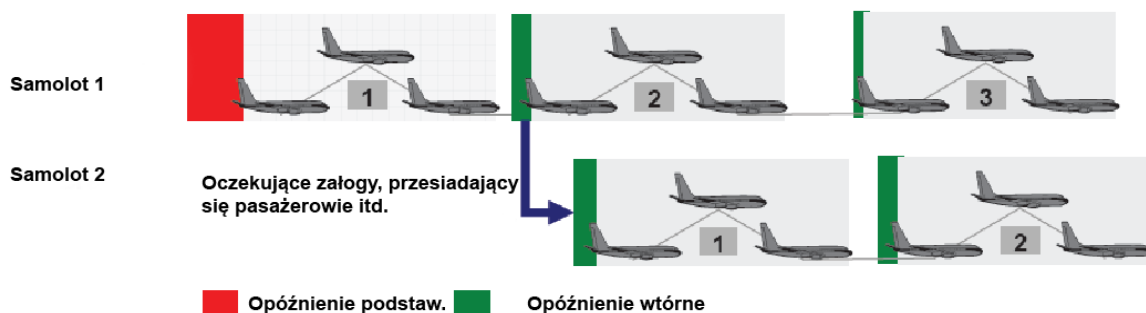 Samolot 1
1
2
3
Samolot 2
Oczekujące załogy, przesiadający
się pasażerowie itd.
1
2
Opóźnienie podstaw.
Opóźnienie wtórne